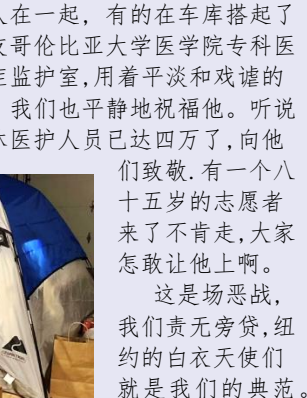 人在一起, 有的在车库搭起了
友哥伦比亚大学医学院专科医
症监护室,用着平淡和戏谑的
我们也平静地祝福他。听说
休医护人员已达四万了,向他
们致敬.有一个八
十五岁的志愿者
来了不肯走,大家
怎敢让他上啊。
这是场恶战,
我们责无旁贷,纽
约的白衣天使们
就是我们的典范。